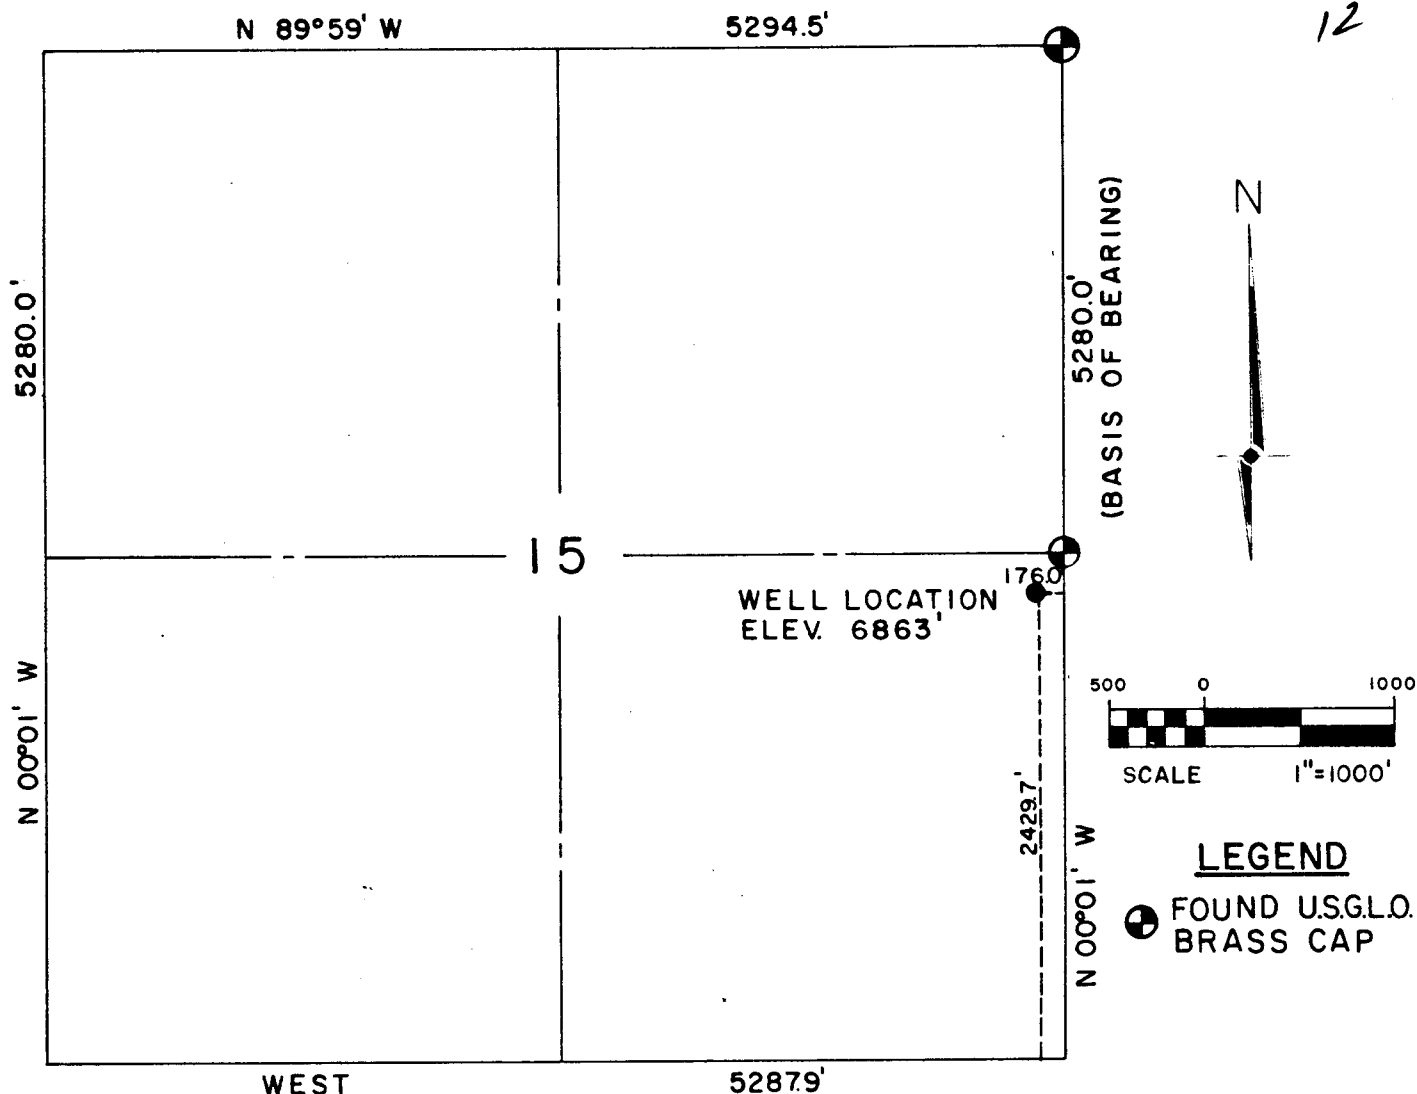 N 89°59' W 5294.5'
12
N
5280.0'
5280.0'
(BASIS OF BEARING)
15
176.0'
WELL LOCATION
ELEV. 6863'
N 00°01' W
2429.7'
N 00°01' W
500 0 1000
SCALE 1"=1000'
LEGEND
FOUND U.S.G.L.O.
BRASS CAP
WEST 5287.9'